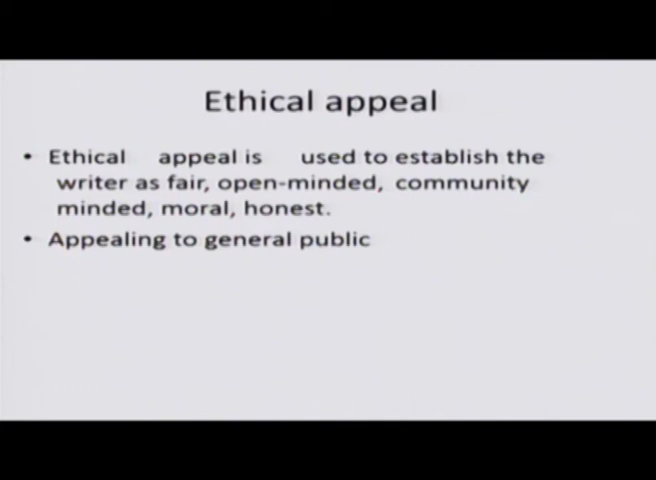 Ethical appeal
• Ethical appeal is used to establish the
writer as fair, open-minded, community
minded, moral, honest.
• Appealing to general public